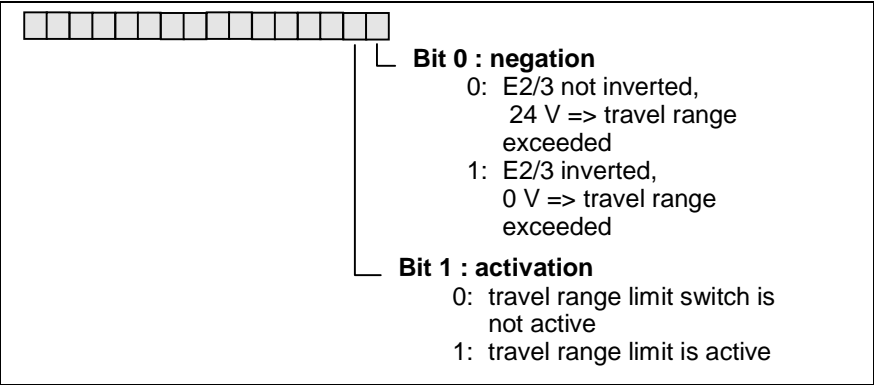 Bit 0 : negation
0: E2/3 not inverted,
24 V => travel range
exceeded
1: E2/3 inverted,
0 V => travel range
exceeded
Bit 1 : activation
0: travel range limit switch is
not active
1: travel range limit is active